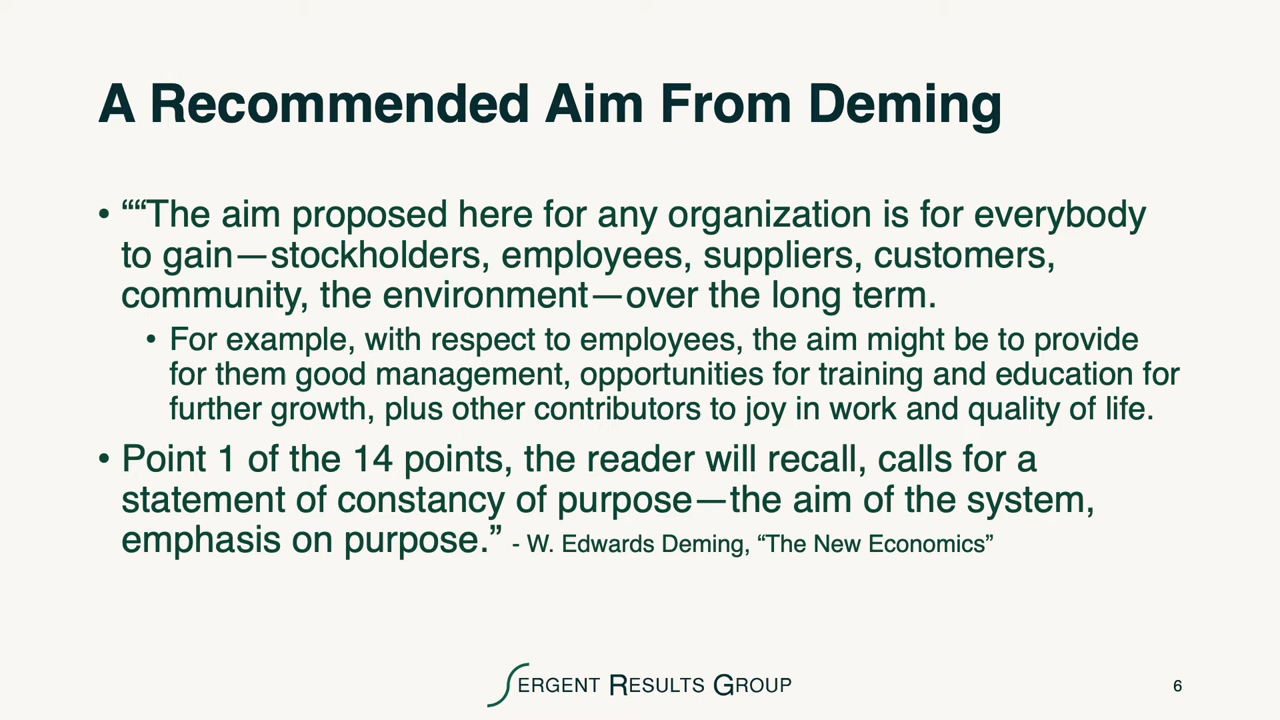 A Recommended Aim From Deming
• ““The aim proposed here for any organization is for everybody
to gain—stockholders, employees, suppliers, customers,
community, the environment—over the long term.
• For example, with respect to employees, the aim might be to provide
for them good management, opportunities for training and education for
further growth, plus other contributors to joy in work and quality of life.
• Point 1 of the 14 points, the reader will recall, calls for a
statement of constancy of purpose—the aim of the system,
emphasis on purpose.” - W. Edwards Deming, “The New Economics”
SERGENT RESULTS GROUP
6